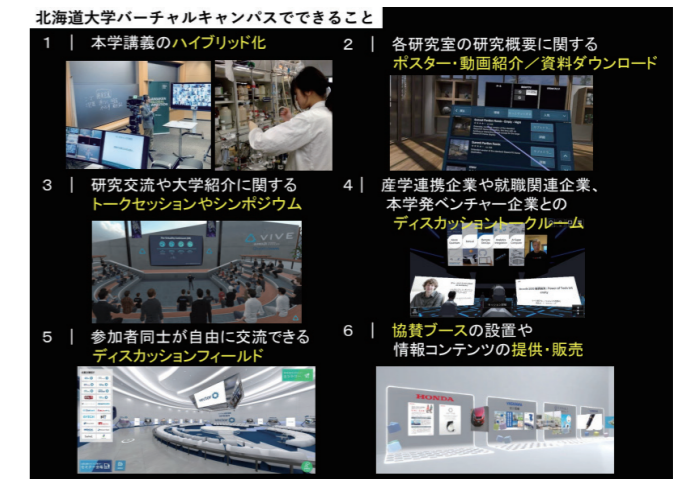 北海道大学バーチャルキャンパスでできること
1 | 本学講義のハイブリッド化
2 | 各研究室の研究概要に関する
ポスター・動画紹介／資料ダウンロード
3 | 研究交流や大学紹介に関する
トークセッションやシンポジウム
VIVE
4 | 産学連携企業や就職関連企業、
本学発ベンチャー企業との
ディスカッショントークルーム
5 | 参加者同士が自由に交流できる
ディスカッションフィールド
6 | 協賛ブースの設置や
情報コンテンツの提供・販売
HONDA